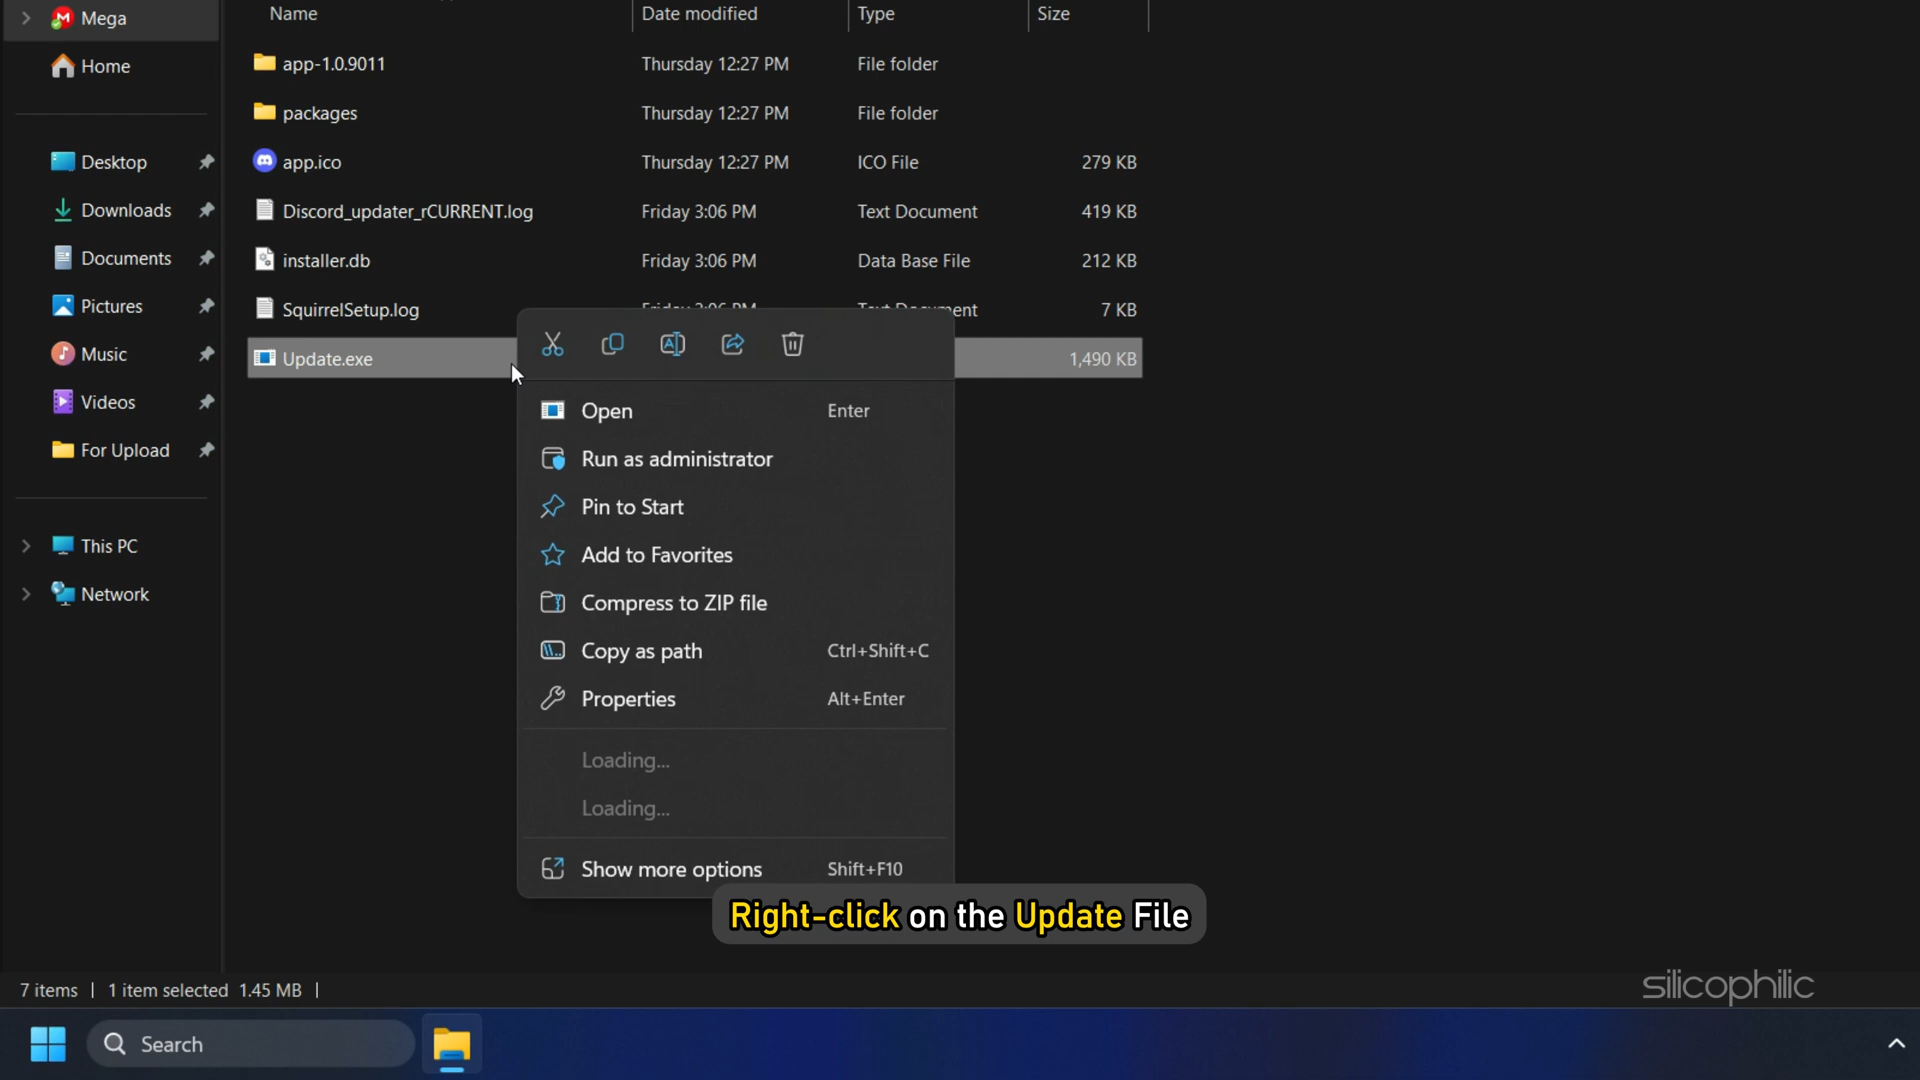 Mega
Home
Desktop
Downloads
Documents
Pictures
Music
Videos
For Upload
This PC
Network
Name Date modified Type Size
app-1.0.9011 Thursday 12:27 PM File folder
packages Thursday 12:27 PM File folder
app.ico Thursday 12:27 PM ICO File 279 KB
Discord_updater_rCURRENT.log Friday 3:06 PM Text Document 419 KB
installer.db Friday 3:06 PM Data Base File 212 KB
SquirrelSetup.log Friday 3:06 PM Text Document 7 KB
Update.exe 1,490 KB
Open Enter
Run as administrator
Pin to Start
Add to Favorites
Compress to ZIP file
Copy as path Ctrl+Shift+C
Properties Alt+Enter
Loading...
Loading...
Show more options Shift+F10
Right-click on the Update File
7 items | 1 item selected 1.45 MB |
silicophilic
Search